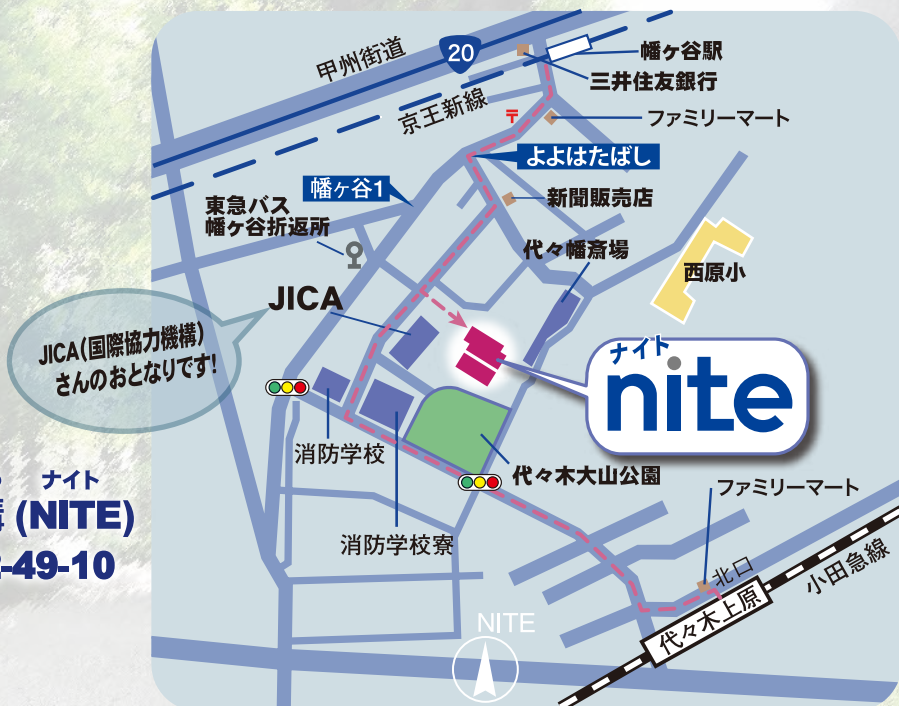 甲州街道
20
幡ヶ谷駅
三井住友銀行
京王新線
〒
ファミリーマート
よよはたばし
幡ヶ谷1
新聞販売店
東急バス
幡ヶ谷折返所
代々幡斎場
西原小
JICA
JICA(国際協力機構)
さんのおとなりです!
ナイト
nite
消防学校
代々木大山公園
ナイト
(NITE)
-49-10
ファミリーマート
消防学校寮
北口
小田急線
代々木上原
NITE